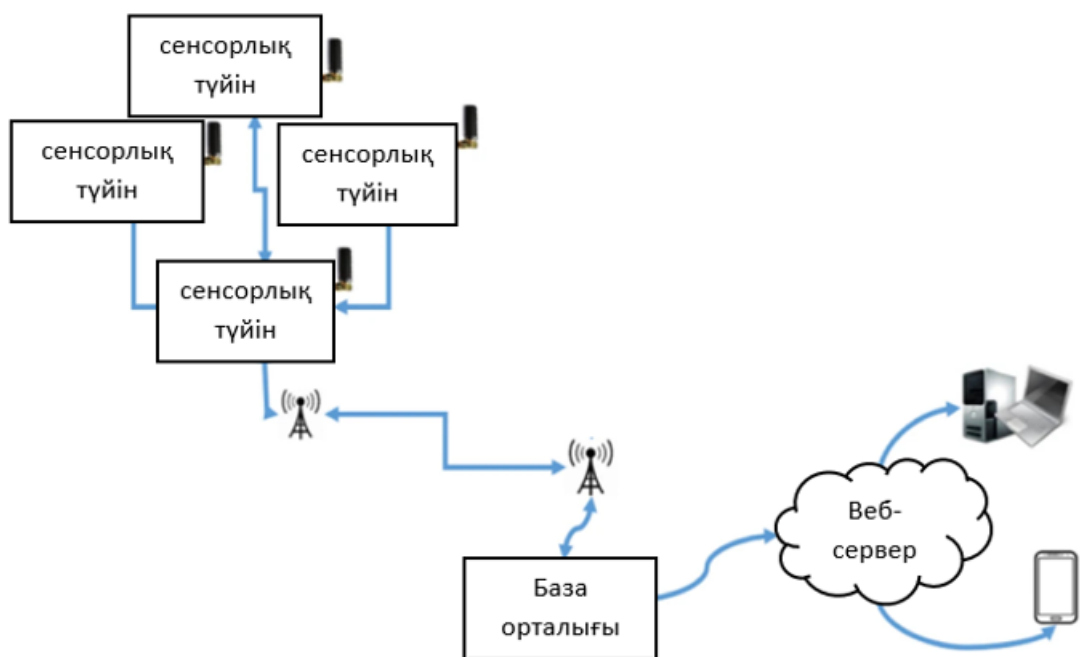 сенсорлық
түйін
сенсорлық
түйін
сенсорлық
түйін
сенсорлық
түйін
База
орталығы
Веб-
сервер